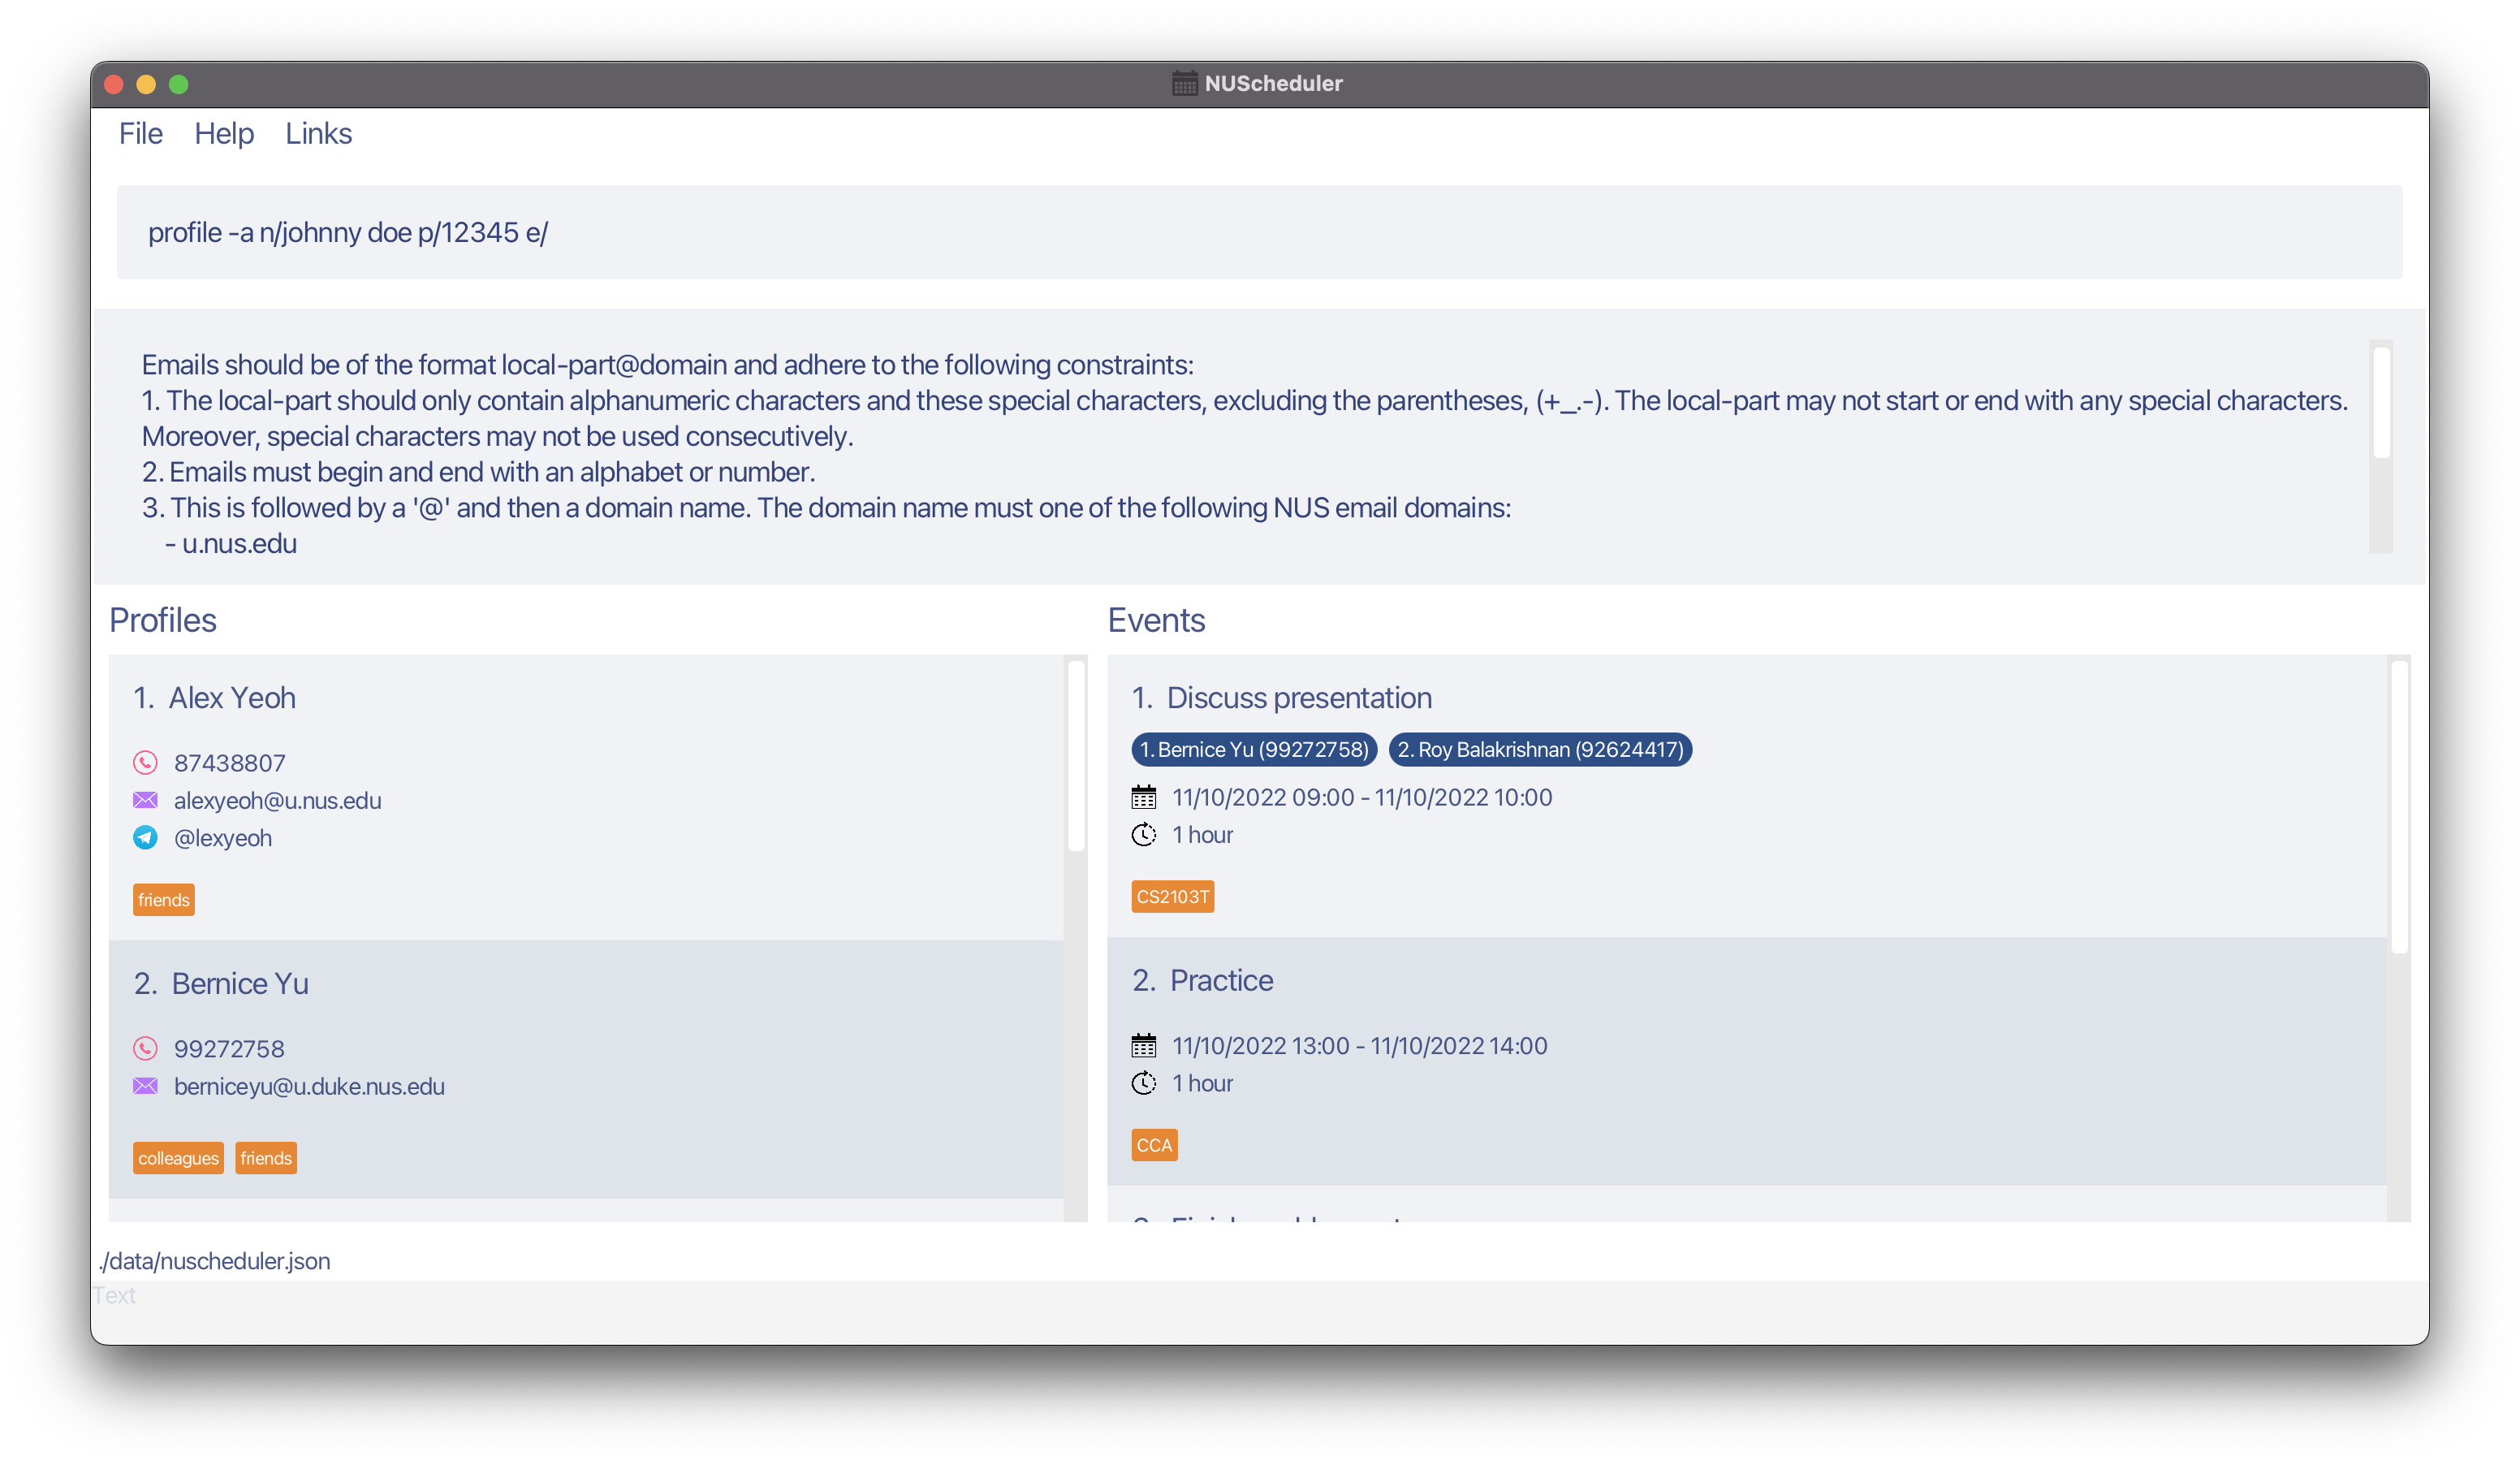 NUScheduler
File Help Links
profile -a n/johnny doe p/12345 e/
Emails should be of the format local-part@domain and adhere to the following constraints:
1. The local-part should only contain alphanumeric characters and these special characters, excluding the parentheses, (+_.-). The local-part may not start or end with any special characters.
Moreover, special characters may not be used consecutively.
2. Emails must begin and end with an alphabet or number.
3. This is followed by a '@' and then a domain name. The domain name must one of the following NUS email domains:
- u.nus.edu
Profiles
1. Alex Yeoh
87438807
alexyeoh@u.nus.edu
@lexyeoh
friends
2. Bernice Yu
99272758
berniceyu@u.duke.nus.edu
colleagues friends
Events
1. Discuss presentation
1. Bernice Yu (99272758) 2. Roy Balakrishnan (92624417)
11/10/2022 09:00 - 11/10/2022 10:00
1 hour
CS2103T
2. Practice
11/10/2022 13:00 - 11/10/2022 14:00
1 hour
CCA
./data/nuscheduler.json
Text